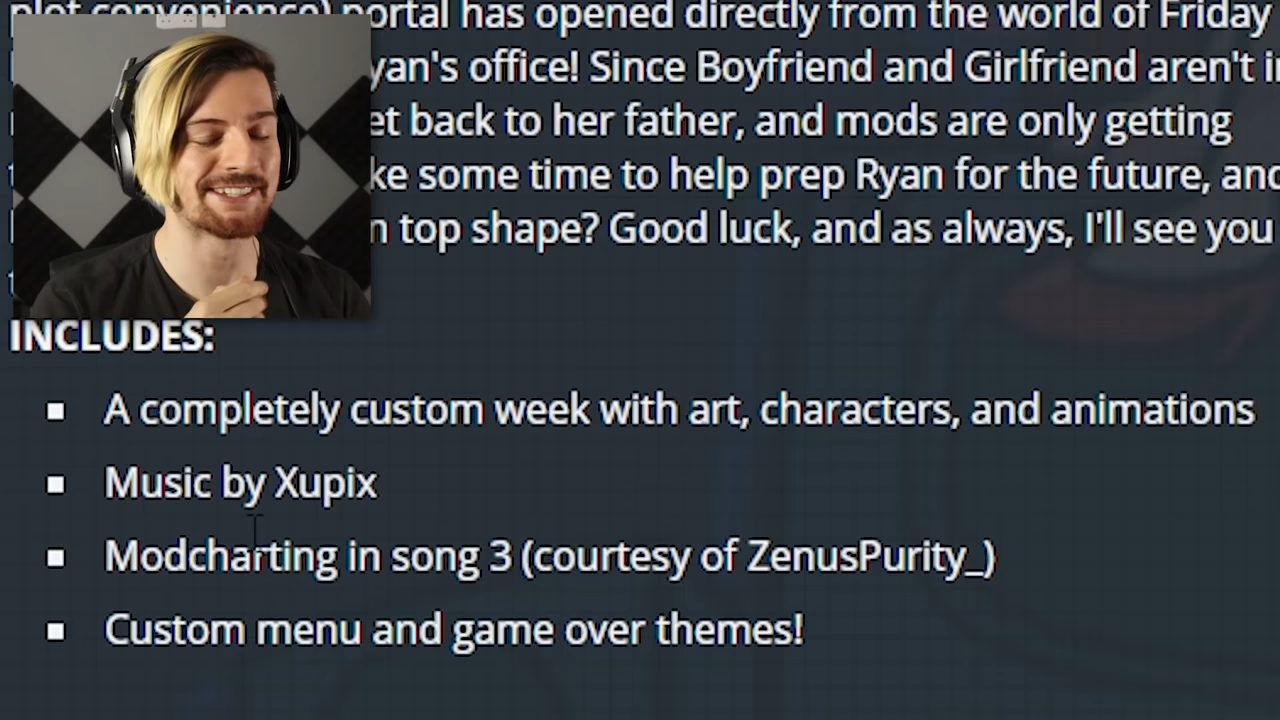 plot convenience) portal has opened directly from the world of Friday
yan's office! Since Boyfriend and Girlfriend aren't i
et back to her father, and mods are only getting
ke some time to help prep Ryan for the future, and
top shape? Good luck, and as always, I'll see you
INCLUDES:
A completely custom week with art, characters, and animations
Music by Xupix
Modcharting in song 3 (courtesy of ZenusPurity_)
Custom menu and game over themes!